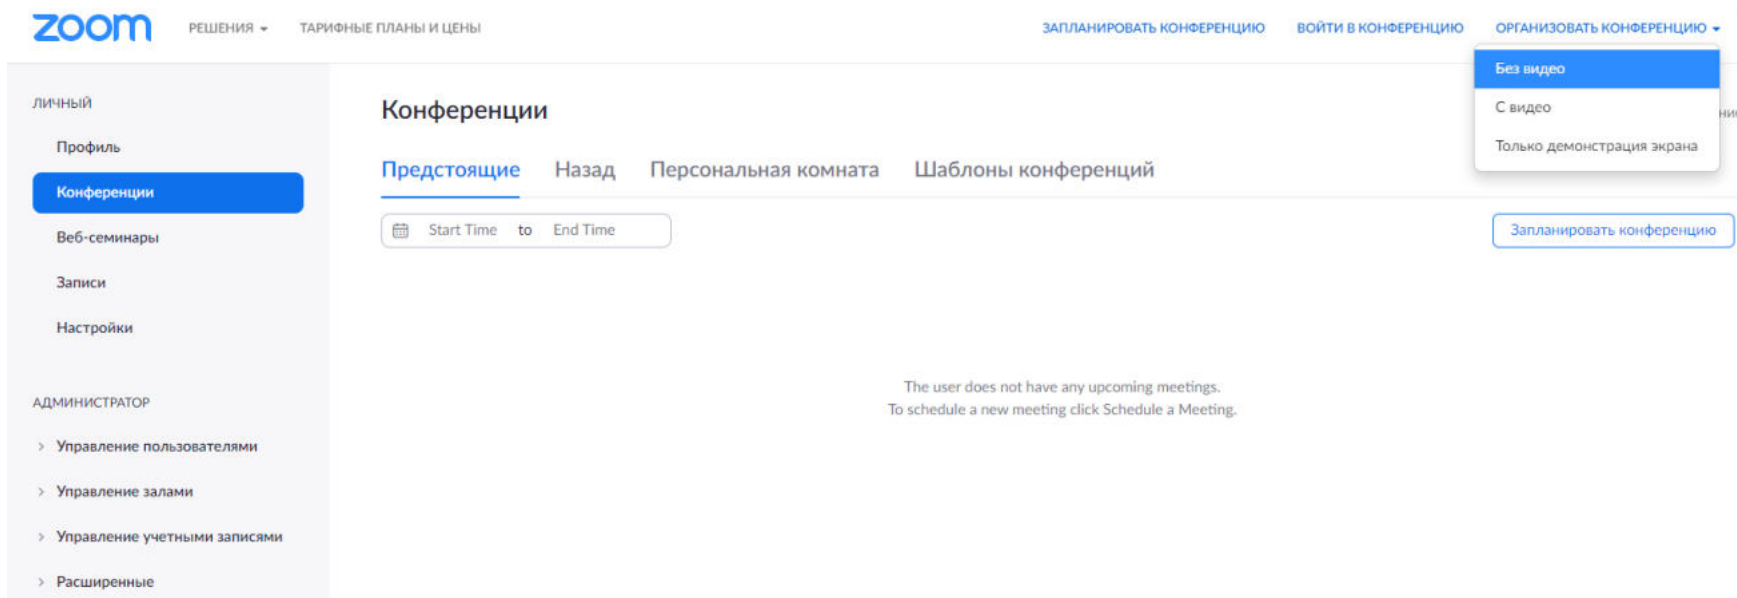 zoom РЕШЕНИЯ ТАРИФНЫЕ ПЛАНЫ И ЦЕНЫ ЗАПЛАНИРОВАТЬ КОНФЕРЕНЦИЮ ВОЙТИ В КОНФЕРЕНЦИЮ ОРГАНИЗОВАТЬ КОНФЕРЕНЦИЮ
Без видео
С видео
Только демонстрация экрана
ЛИЧНЫЙ
Профиль
Конференции
Веб-семинары
Записи
Настройки
АДМИНИСТРАТОР
Управление пользователями
Управление залами
Управление учетными записями
Расширенные
Конференции
Предстоящие Назад Персональная комната Шаблоны конференций
Start Time to End Time
Запланировать конференцию
The user does not have any upcoming meetings.
To schedule a new meeting click Schedule a Meeting.